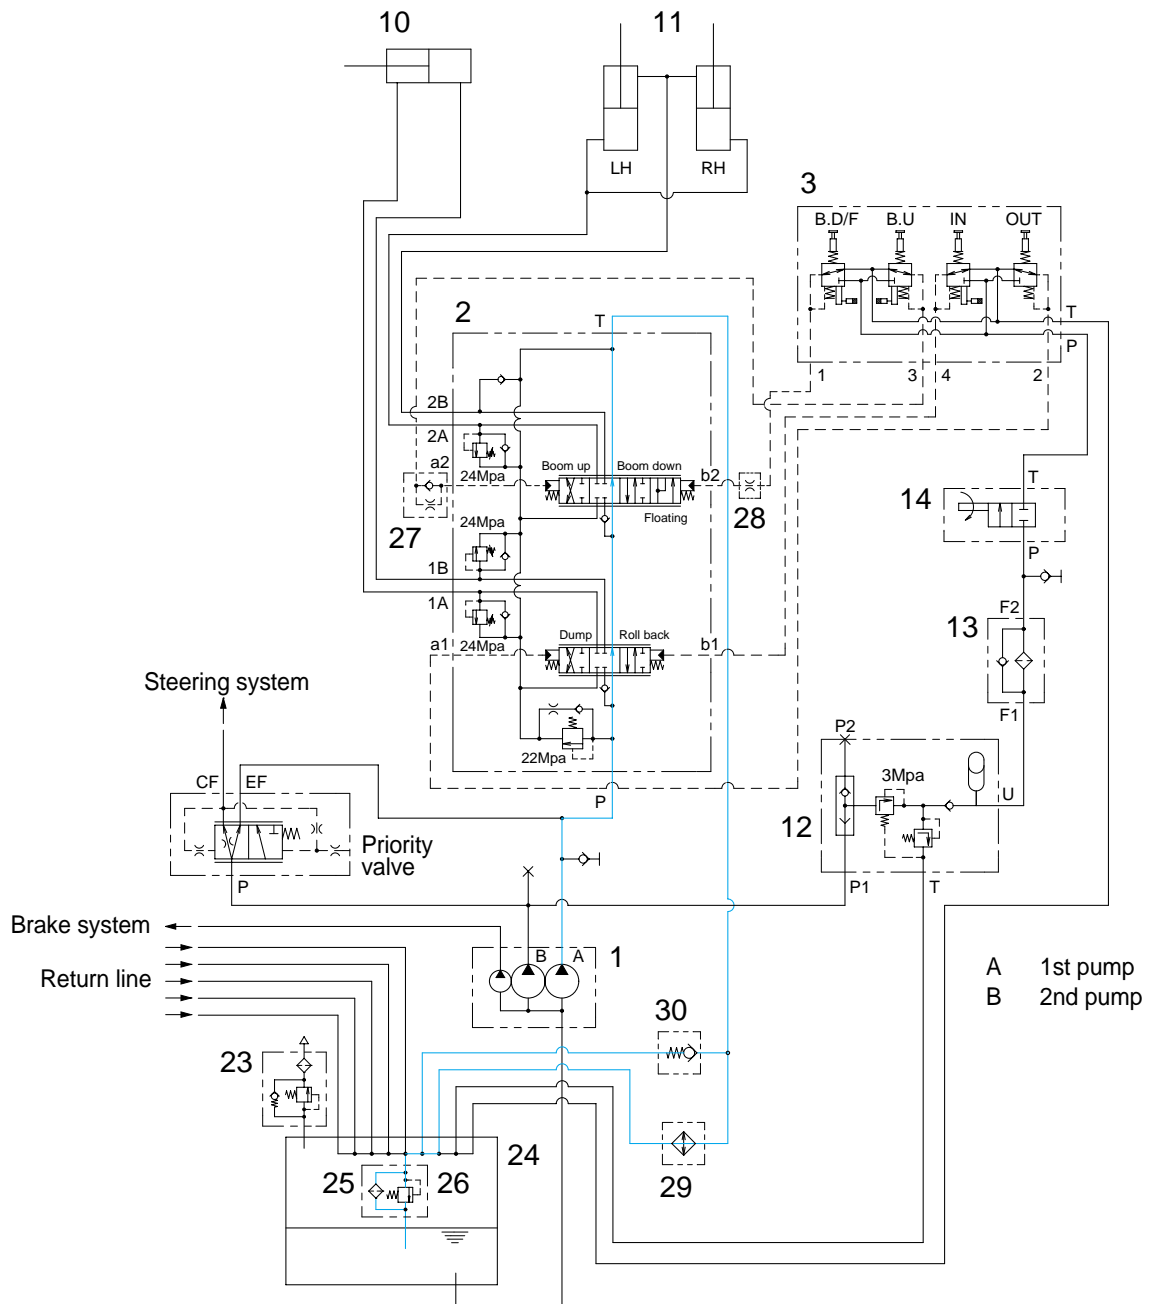 10
11
LH
RH
3
B.D/F
B.U
IN
OUT
T
P
1
3
4
2
2
T
2B
2A
a2
24Mpa
Boom up
Boom down
b2
Floating
27
28
24Mpa
1B
1A
a1
24Mpa
Dump
Roll back
b1
22Mpa
P
14
T
P
13
F2
F1
Steering system
CF
EF
Priority
valve
P
P2
3Mpa
U
12
P1
T
Brake system
Return line
B
A
1
A 1st pump
B 2nd pump
30
23
24
25
26
29